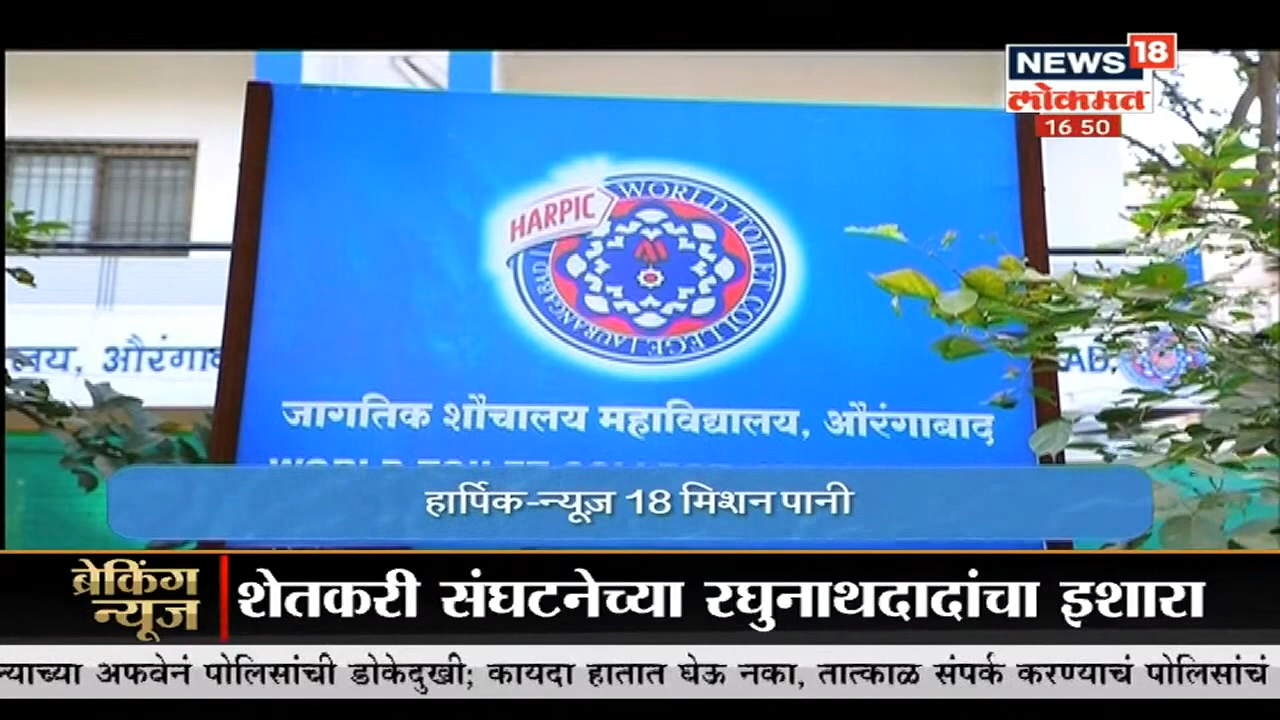 NEWS 18
लोकमत
16 50
HARPIC
WORLD TOILET COLLEGE AURANGABAD
औरंगाबा
AD.
जागतिक शौचालय महाविद्यालय, औरंगाबाद
हार्पिक-न्यूज़ 18 मिशन पानी
ब्रेकिंग न्यूज
शेतकरी संघटनेच्या रघुनाथदादांचा इशारा
न्याच्या अफवेनं पोलिसांची डोकेदुखी; कायदा हातात घेऊ नका, तात्काळ संपर्क करण्याचं पोलिसांचं